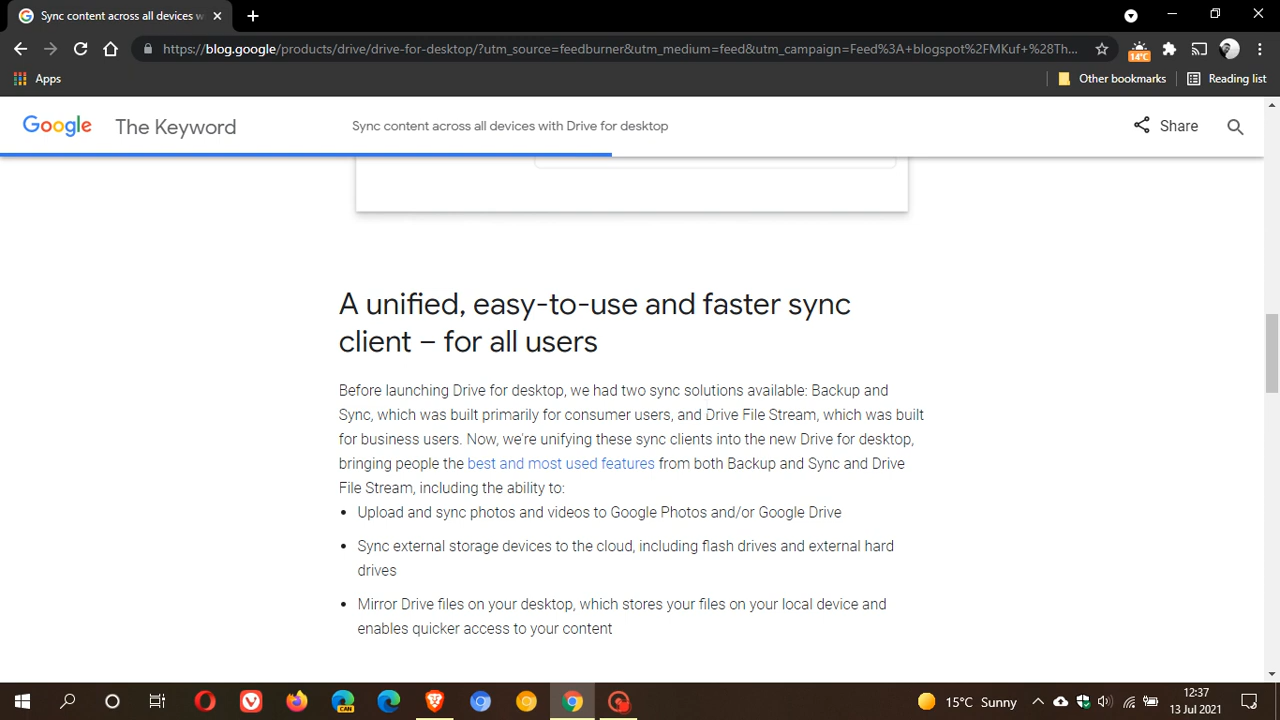 Sync content across all devices w
https://blog.google/products/drive/drive-for-desktop/?utm_source=feedburner&utm_medium=feed&utm_campaign=Feed%3A+blogspot%2FMKuf+%28Th...
14°C
Apps
Other bookmarks
Reading list
Google The Keyword
Sync content across all devices with Drive for desktop
Share
A unified, easy-to-use and faster sync
client – for all users
Before launching Drive for desktop, we had two sync solutions available: Backup and
Sync, which was built primarily for consumer users, and Drive File Stream, which was built
for business users. Now, we're unifying these sync clients into the new Drive for desktop,
bringing people the best and most used features from both Backup and Sync and Drive
File Stream, including the ability to:
• Upload and sync photos and videos to Google Photos and/or Google Drive
• Sync external storage devices to the cloud, including flash drives and external hard
drives
• Mirror Drive files on your desktop, which stores your files on your local device and
enables quicker access to your content
CAN
15°C Sunny
12:37
13 Jul 2021